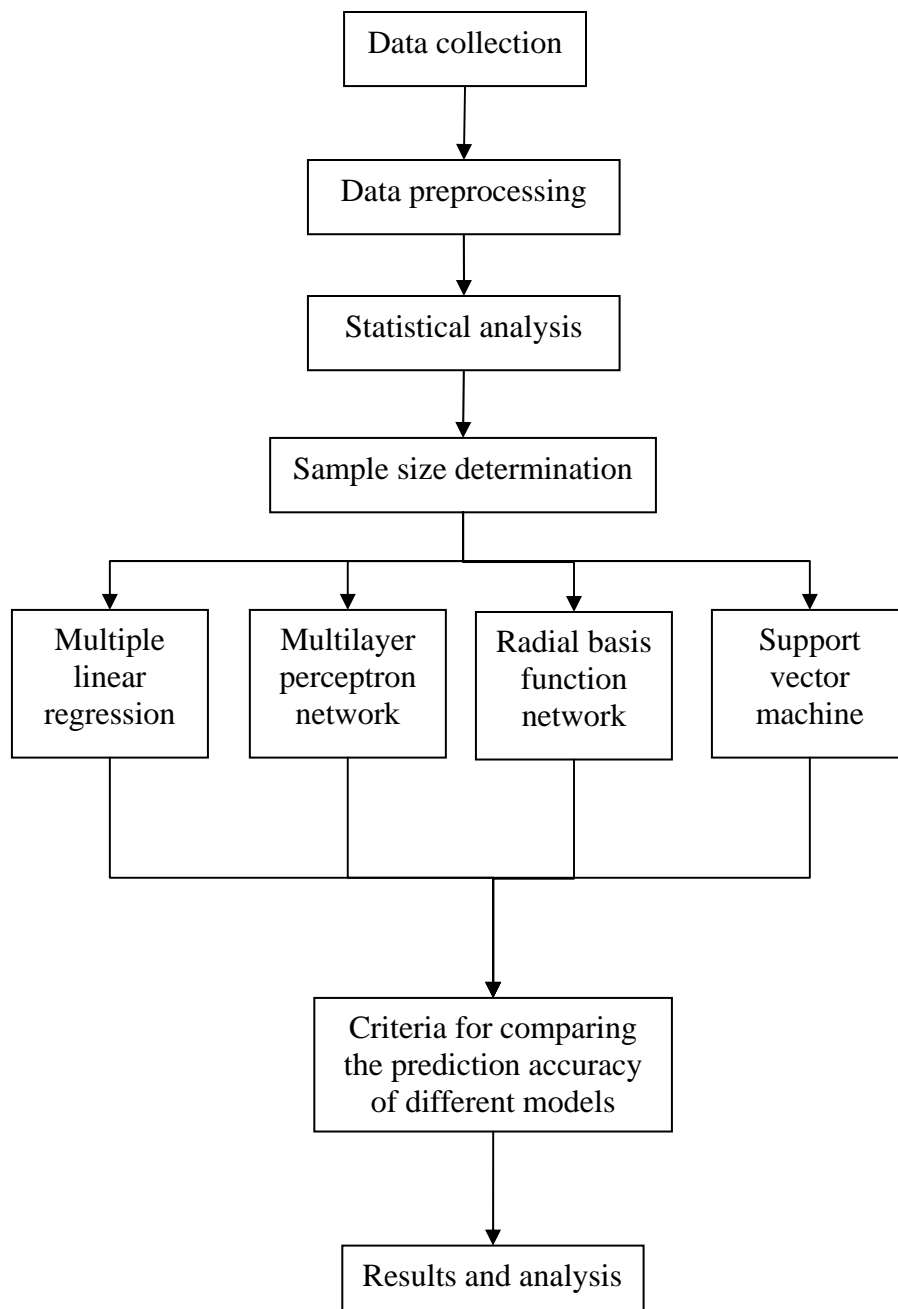 Data collection
Data preprocessing
Statistical analysis
Sample size determination
Multiple
linear
regression
Multilayer
perceptron
network
Radial basis
function
network
Support
vector
machine
Criteria for comparing
the prediction accuracy
of different models
Results and analysis